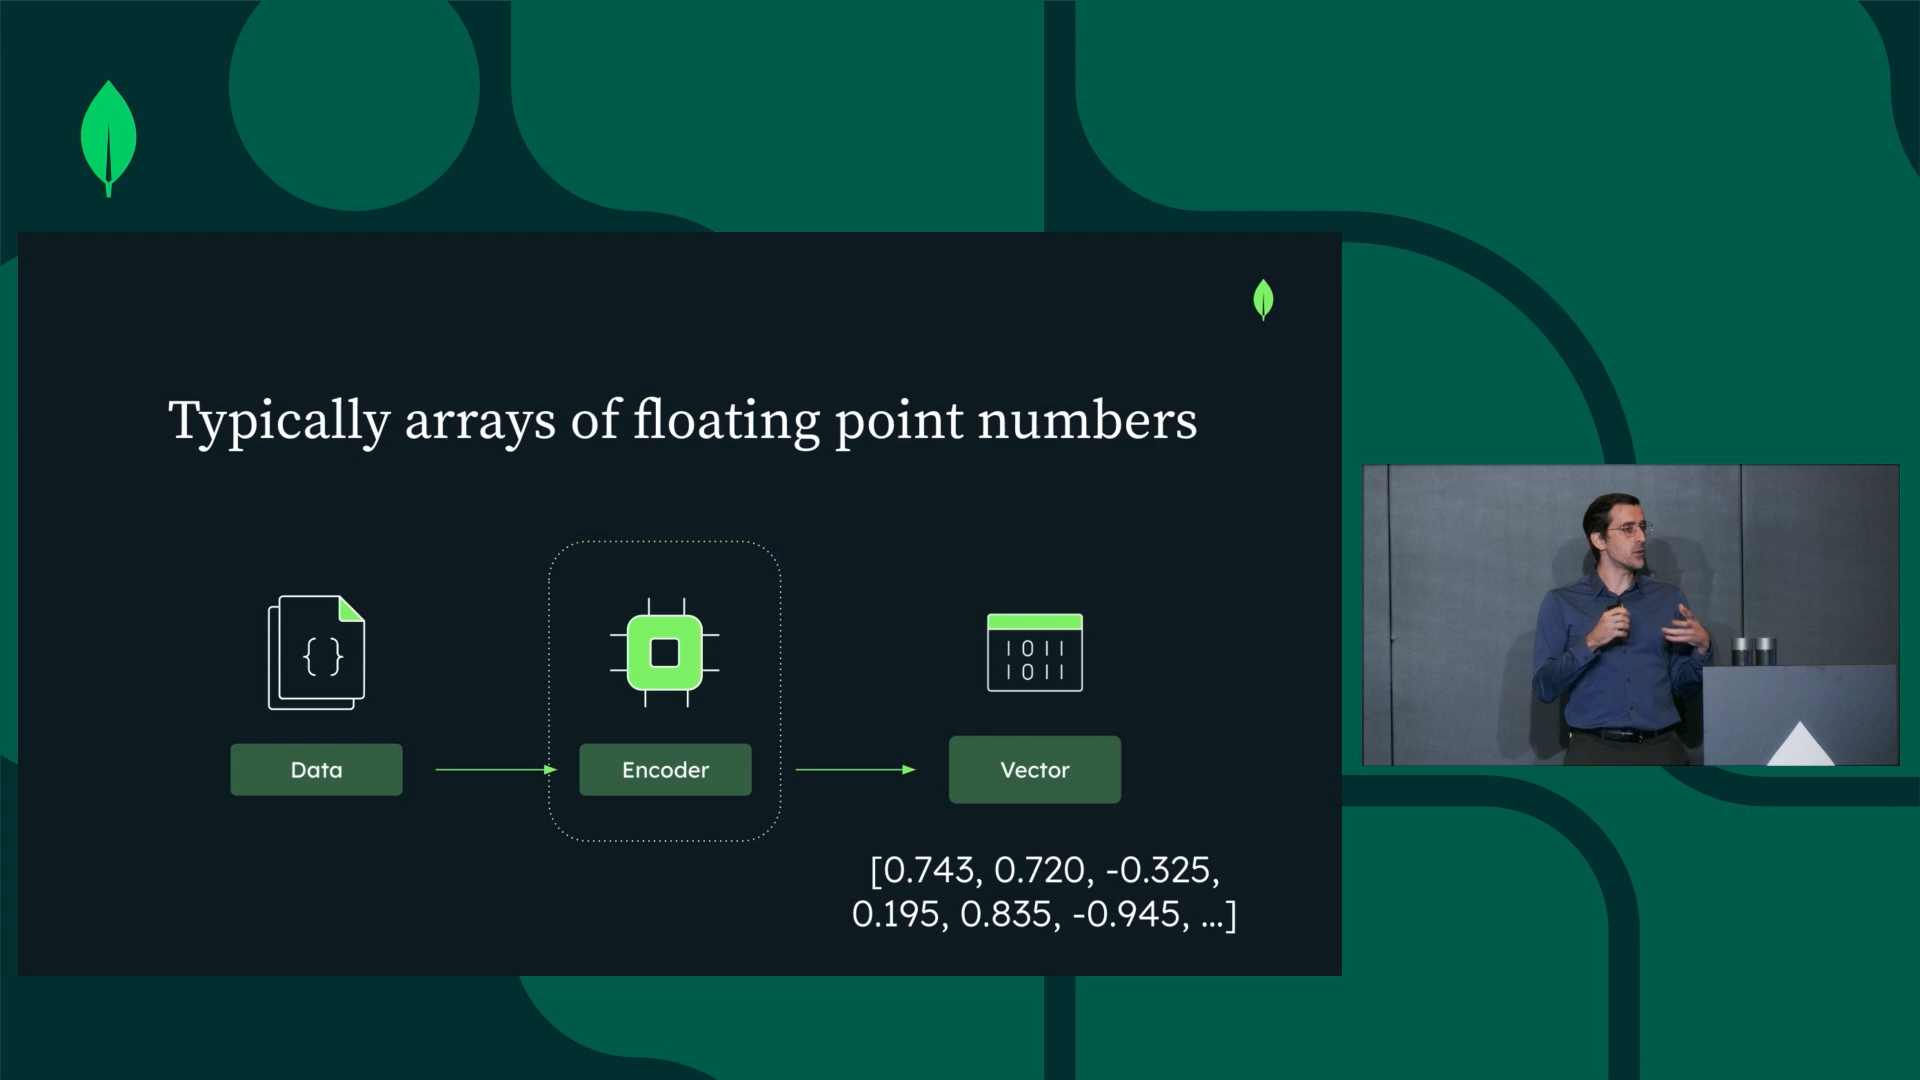 Typically arrays of floating point numbers
{ }
1011
1011
Data
Encoder
Vector
[0.743, 0.720, -0.325,
0.195, 0.835, -0.945, ...]